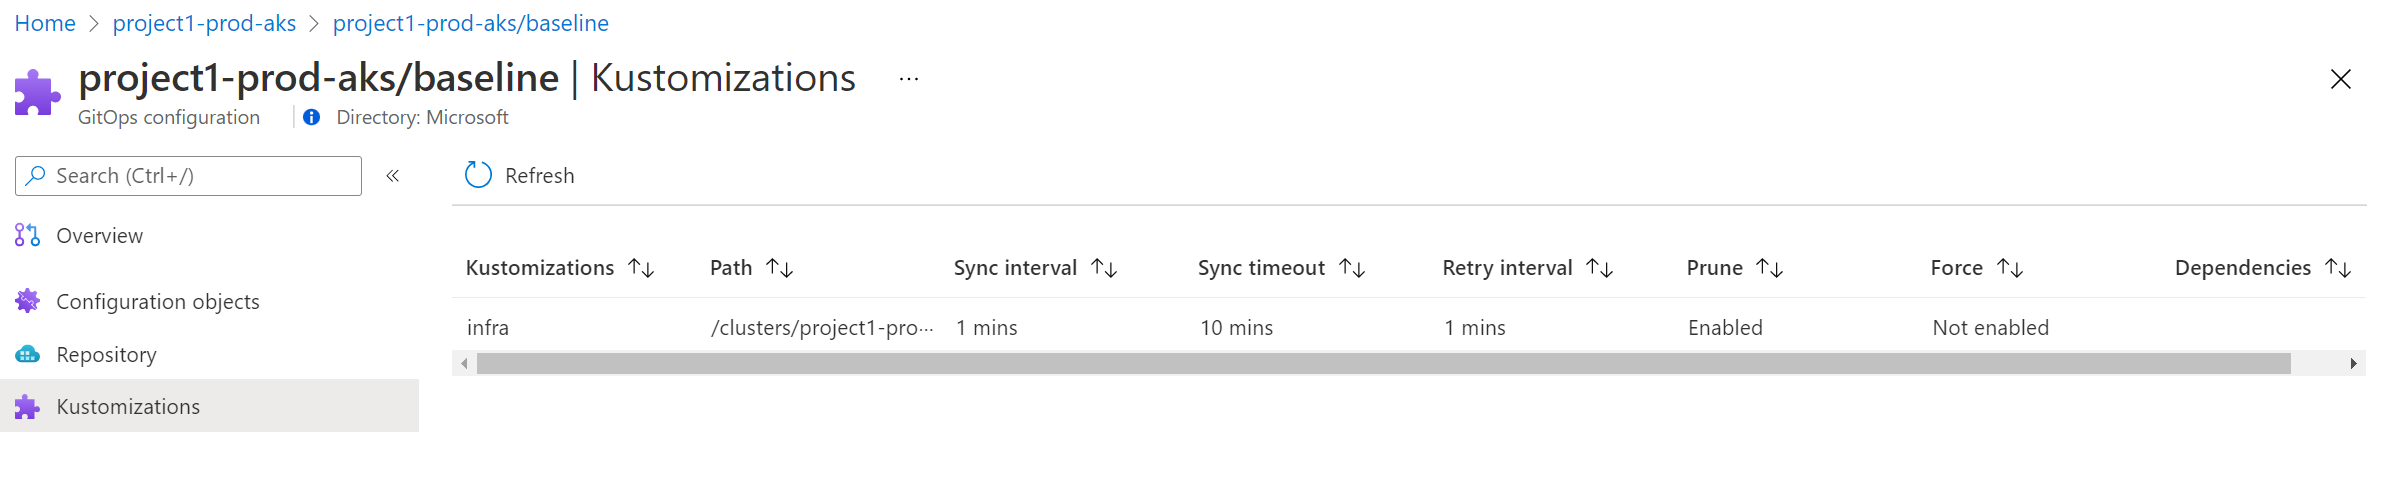 Home > project1-prod-aks > project1-prod-aks/baseline
project1-prod-aks/baseline | Kustomizations ...
GitOps configuration | Directory: Microsoft
Search (Ctrl+/) «
Refresh
Overview
Configuration objects
Repository
Kustomizations
Kustomizations ↑↓ Path ↑↓ Sync interval ↑↓ Sync timeout ↑↓ Retry interval ↑↓ Prune ↑↓ Force ↑↓ Dependencies ↑↓
infra /clusters/project1-pro... 1 mins 10 mins 1 mins Enabled Not enabled